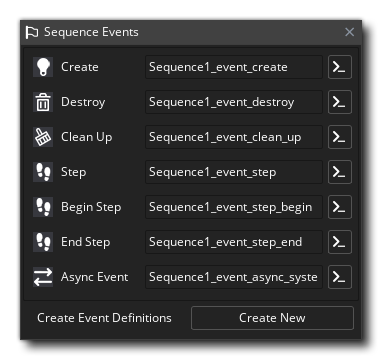 Sequence Events
Create Sequence1_event_create
Destroy Sequence1_event_destroy
Clean Up Sequence1_event_clean_up
Step Sequence1_event_step
Begin Step Sequence1_event_step_begin
End Step Sequence1_event_step_end
Async Event Sequence1_event_async_syste
Create Event Definitions Create New